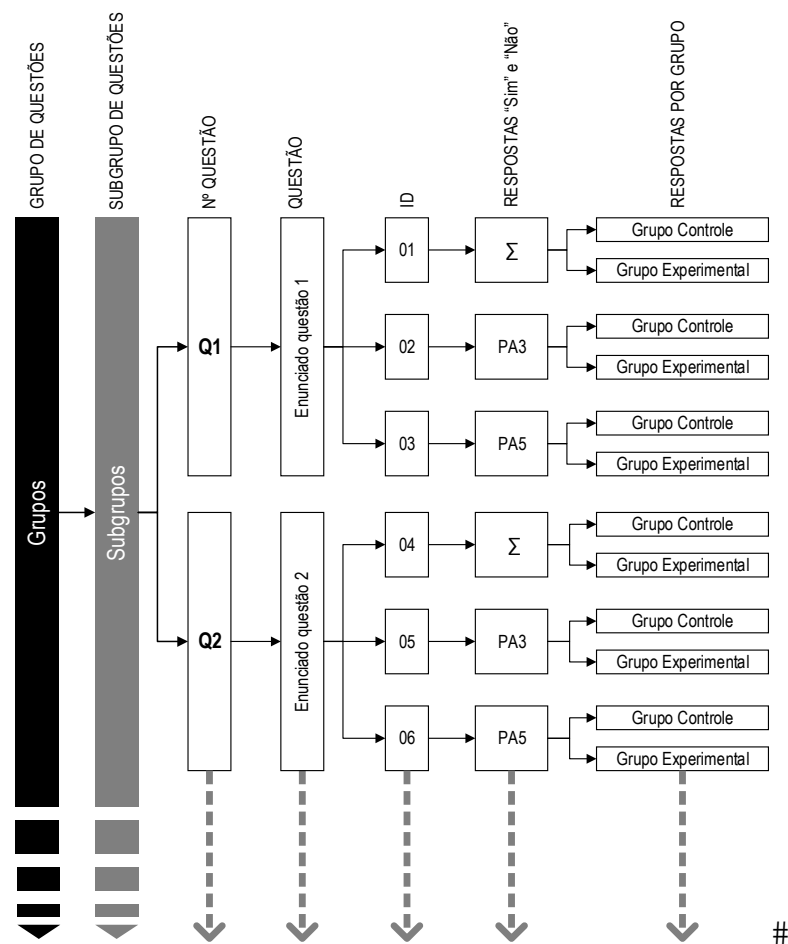 GRUPO DE QUESTÕES
SUBGRUPO DE QUESTÕES
Nº QUESTÃO
QUESTÃO
ID
RESPOSTAS "Sim" e "Não"
RESPOSTAS POR GRUPO
Grupos
Subgrupos
Q1
Enunciado questão 1
01
Σ
Grupo Controle
Grupo Experimental
02
PA3
Grupo Controle
Grupo Experimental
03
PA5
Grupo Controle
Grupo Experimental
Q2
Enunciado questão 2
04
Σ
Grupo Controle
Grupo Experimental
05
PA3
Grupo Controle
Grupo Experimental
06
PA5
Grupo Controle
Grupo Experimental
#